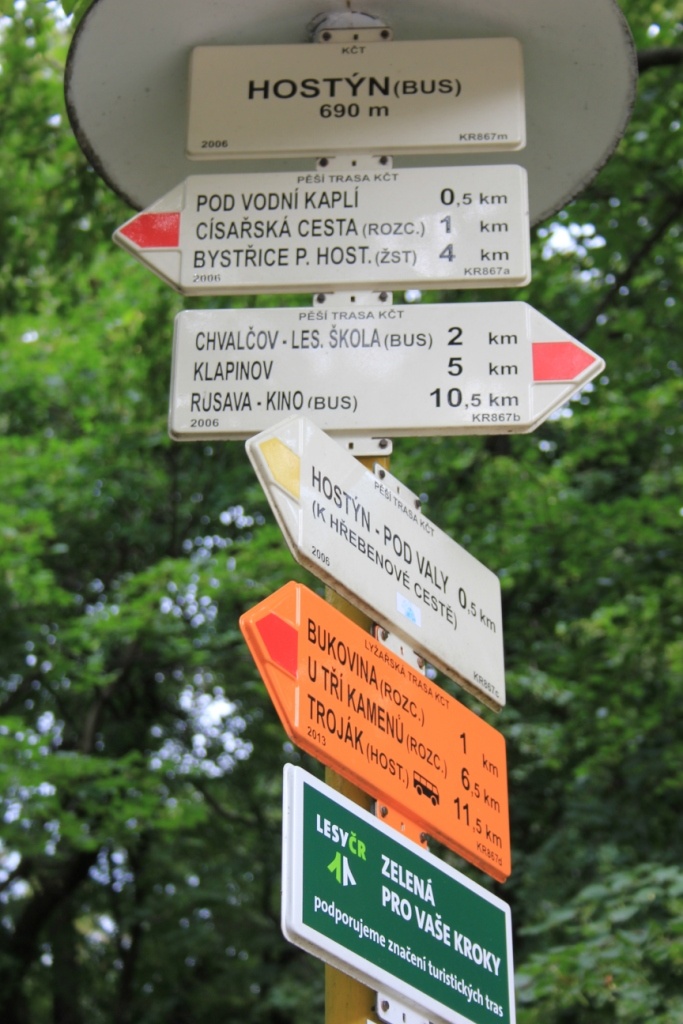 KČT
HOSTÝN (BUS)
690 m
2006 KR867m
PĚŠÍ TRASA KČT
POD VODNÍ KAPLÍ 0,5 km
CÍSAŘSKÁ CESTA (ROZC.) 1 km
BYSTŘICE P. HOST. (ŽST) 4 km
2006 KR867a
PĚŠÍ TRASA KČT
CHVALČOV - LES. ŠKOLA (BUS) 2 km
KLAPINOV 5 km
RUSAVA - KINO (BUS) 10,5 km
2006 KR867b
PĚŠÍ TRASA KČT
HOSTÝN - POD VALY 0,5 km
(K HŘEBENOVÉ CESTĚ)
2006 KR867c
LYŽAŘSKÁ TRASA KČT
BUKOVINA (ROZC.) 1 km
U TŘÍ KAMENŮ (ROZC.) 6,5 km
TROJÁK (HOST.) 11,5 km
2013 KR867d
LESY ČR
ZELENÁ
PRO VAŠE KROKY
podporujeme značení turistických tras